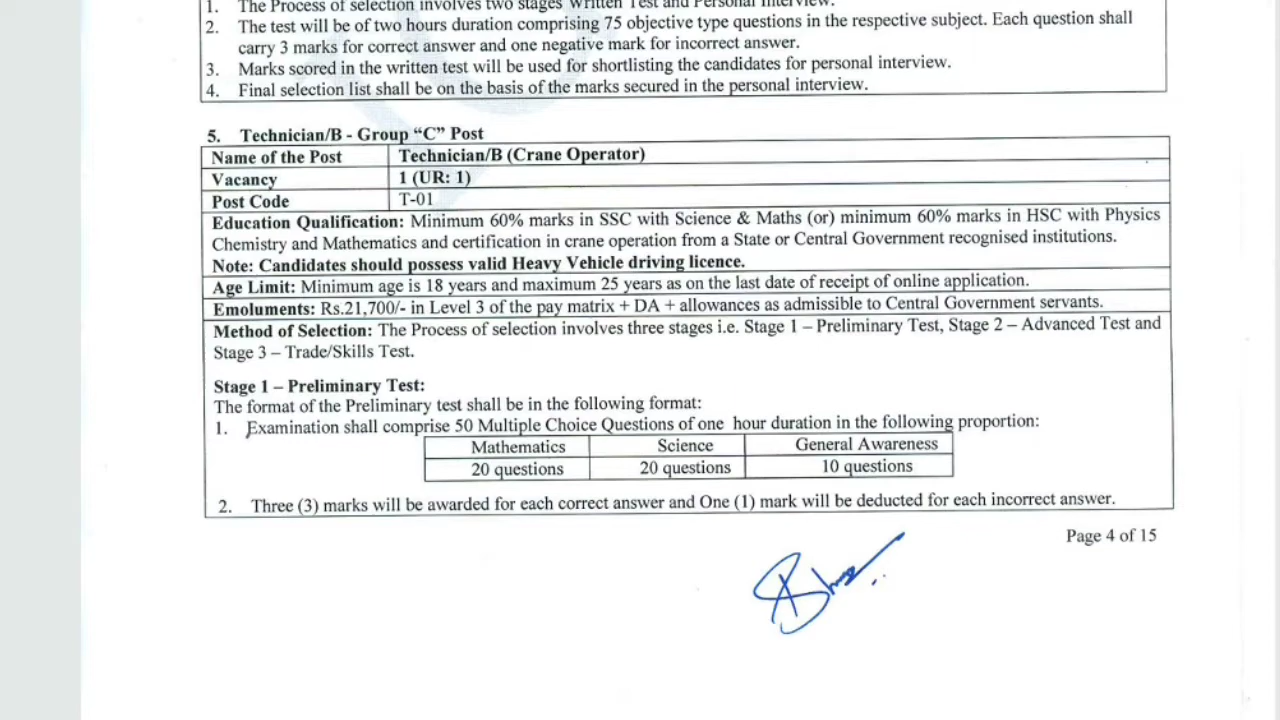 1. The Process of selection involves two stages Written Test and Personal Interview.
2. The test will be of two hours duration comprising 75 objective type questions in the respective subject. Each question shall
carry 3 marks for correct answer and one negative mark for incorrect answer.
3. Marks scored in the written test will be used for shortlisting the candidates for personal interview.
4. Final selection list shall be on the basis of the marks secured in the personal interview.
5. Technician/B - Group “C” Post
Name of the Post Technician/B (Crane Operator)
Vacancy 1 (UR: 1)
Post Code T-01
Education Qualification: Minimum 60% marks in SSC with Science & Maths (or) minimum 60% marks in HSC with Physics
Chemistry and Mathematics and certification in crane operation from a State or Central Government recognised institutions.
Note: Candidates should possess valid Heavy Vehicle driving licence.
Age Limit: Minimum age is 18 years and maximum 25 years as on the last date of receipt of online application.
Emoluments: Rs.21,700/- in Level 3 of the pay matrix + DA + allowances as admissible to Central Government servants.
Method of Selection: The Process of selection involves three stages i.e. Stage 1 – Preliminary Test, Stage 2 – Advanced Test and
Stage 3 – Trade/Skills Test.
Stage 1 – Preliminary Test:
The format of the Preliminary test shall be in the following format:
1. Examination shall comprise 50 Multiple Choice Questions of one hour duration in the following proportion:
Mathematics Science General Awareness
20 questions 20 questions 10 questions
2. Three (3) marks will be awarded for each correct answer and One (1) mark will be deducted for each incorrect answer.
Page 4 of 15